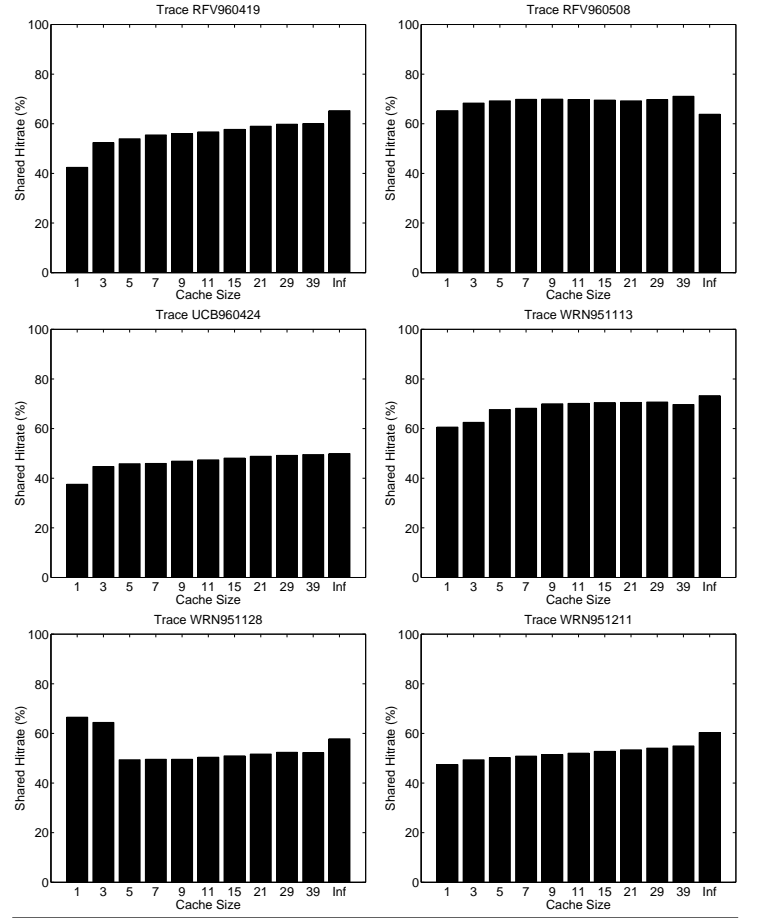 Trace RFV960419
100
80
60
40
20
0
Shared Hitrate (%)
1 3 5 7 9 11 15 21 29 39 Inf
Cache Size
Trace RFV960508
100
80
60
40
20
0
Shared Hitrate (%)
1 3 5 7 9 11 15 21 29 39 Inf
Cache Size
Trace UCB960424
100
80
60
40
20
0
Shared Hitrate (%)
1 3 5 7 9 11 15 21 29 39 Inf
Cache Size
Trace WRN951113
100
80
60
40
20
0
Shared Hitrate (%)
1 3 5 7 9 11 15 21 29 39 Inf
Cache Size
Trace WRN951128
100
80
60
40
20
0
Shared Hitrate (%)
1 3 5 7 9 11 15 21 29 39 Inf
Cache Size
Trace WRN951211
100
80
60
40
20
0
Shared Hitrate (%)
1 3 5 7 9 11 15 21 29 39 Inf
Cache Size